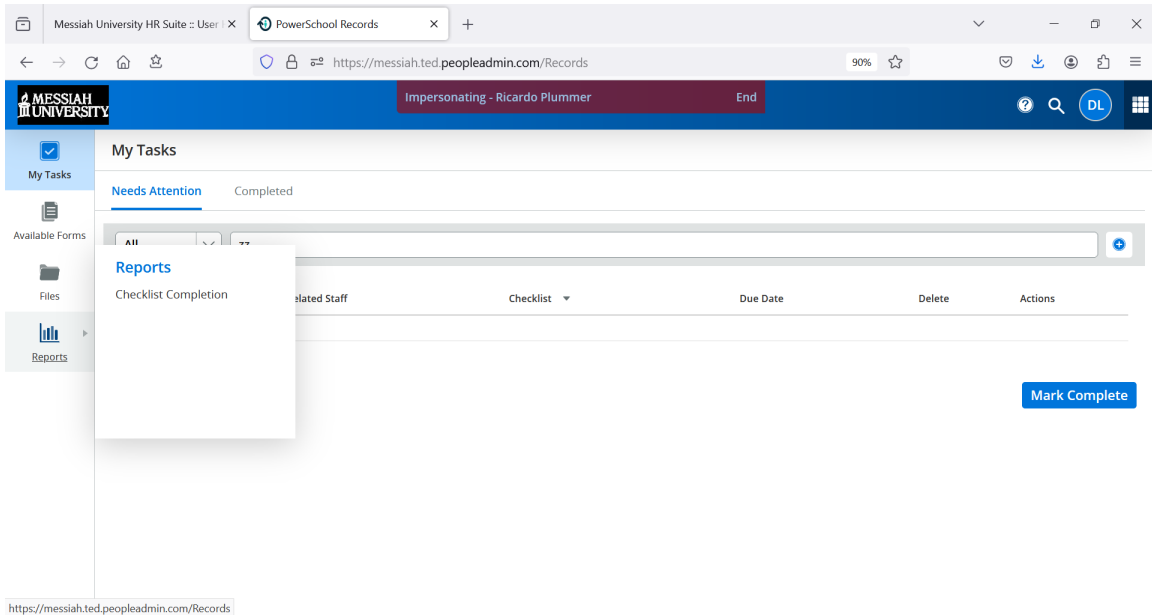 Messiah University HR Suite :: User
PowerSchool Records
https://messiah.ted.peopleadmin.com/Records
90%
MESSIAH
UNIVERSITY
Impersonating - Ricardo Plummer
End
DL
My Tasks
My Tasks
Needs Attention
Completed
Available Forms
All
zz
Reports
Checklist Completion
Files
elated Staff
Checklist
Due Date
Delete
Actions
Reports
Mark Complete
https://messiah.ted.peopleadmin.com/Records